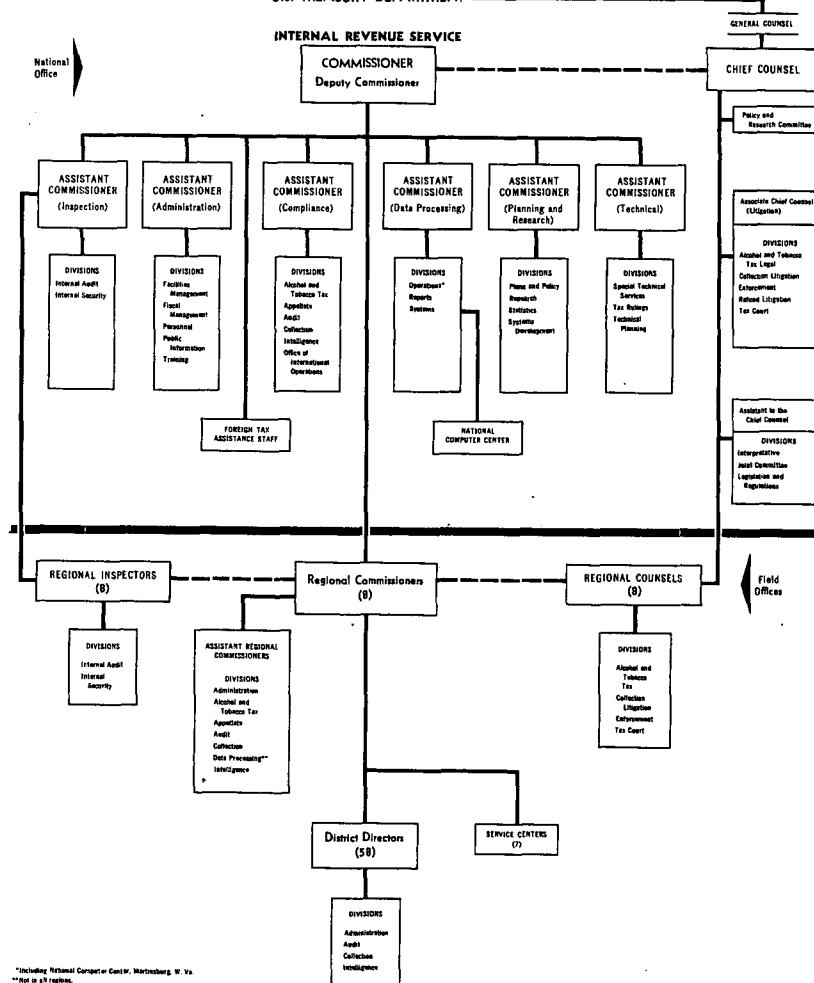 U.S. TREASURY DEPARTMENT
GENERAL COUNSEL
INTERNAL REVENUE SERVICE
National
Office
COMMISSIONER
Deputy Commissioner
CHIEF COUNSEL
Policy and
Research Committee
ASSISTANT
COMMISSIONER
(Inspection)
ASSISTANT
COMMISSIONER
(Administration)
ASSISTANT
COMMISSIONER
(Compliance)
ASSISTANT
COMMISSIONER
(Data Processing)
ASSISTANT
COMMISSIONER
(Planning and
Research)
ASSISTANT
COMMISSIONER
(Technical)
Associate Chief Counsel
(Litigation)
DIVISIONS
Alcohol and Tobacco
Tax Legal
Collection Litigation
Enforcement
Refund Litigation
Tax Court
DIVISIONS
Internal Audit
Internal Security
DIVISIONS
Facilities
Management
Fiscal
Management
Personnel
Public
Information
Training
DIVISIONS
Alcohol and
Tobacco Tax
Appellate
Audit
Collection
Intelligence
Office of
International
Operations
DIVISIONS
Operations*
Reports
Systems
DIVISIONS
Plans and Policy
Research
Statistics
Systems
Development
DIVISIONS
Special Technical
Services
Tax Rulings
Technical
Planning
FOREIGN TAX
ASSISTANCE STAFF
NATIONAL
COMPUTER CENTER
Assistant to the
Chief Counsel
DIVISIONS
Interpretative
Joint Committee
Legislation and
Regulations
REGIONAL INSPECTORS
(8)
Regional Commissioners
(8)
REGIONAL COUNSELS
(8)
Field
Offices
DIVISIONS
Internal Audit
Internal
Security
ASSISTANT REGIONAL
COMMISSIONERS
DIVISIONS
Administration
Alcohol and
Tobacco Tax
Appellate
Audit
Collection
Data Processing**
Intelligence
DIVISIONS
Alcohol and
Tobacco
Tax
Collection
Litigation
Enforcement
Tax Court
District Directors
(58)
SERVICE CENTERS
(7)
DIVISIONS
Administration
Audit
Collection
Intelligence
*Including National Computer Center, Martinsburg, W. Va.
**Not in all regions.